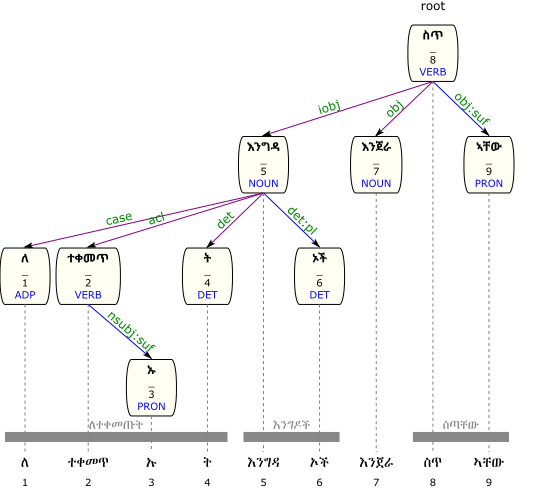 root
ስጥ
_
8
VERB
iobj obj obj:suf
እንግዳ እንጀራ ኣቸው
_ _ _
5 7 9
NOUN NOUN PRON
case acl det det:pl
ለ ተቀመጥ ት ኦች
_ _ _ _
1 2 4 6
ADP VERB DET DET
nsubj:suf
ኡ
_
3
PRON
ለተቀመጡት እንግዶች ስጣቸው
ለ ተቀመጥ ኡ ት እንግዳ ኦች እንጀራ ስጥ ኣቸው
1 2 3 4 5 6 7 8 9